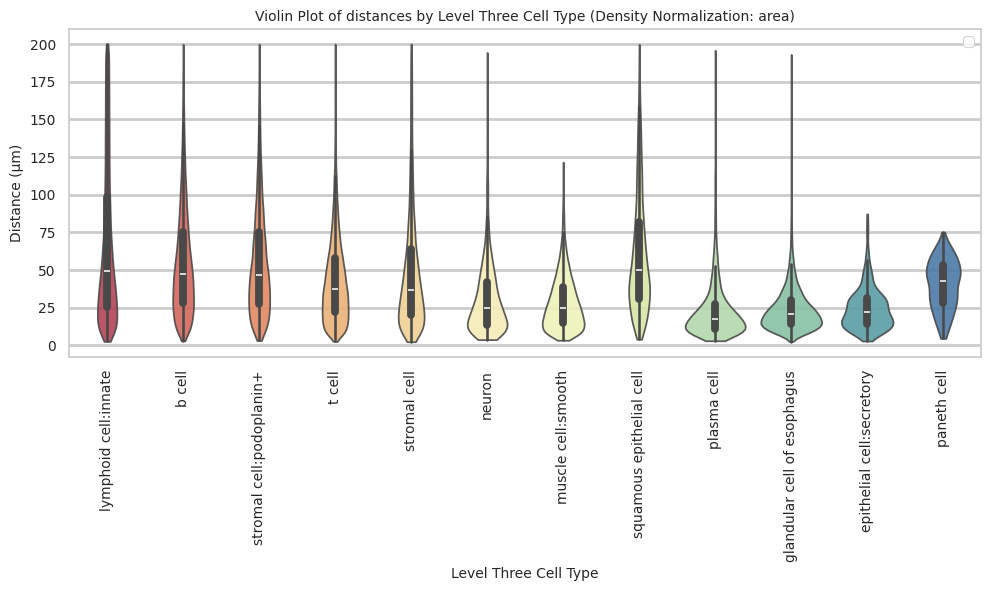 Violin Plot of distances by Level Three Cell Type (Density Normalization: area)
Distance (µm)
200
175
150
125
100
75
50
25
0
lymphoid cell:innate
b cell
stromal cell:podoplanin+
t cell
stromal cell
neuron
muscle cell:smooth
squamous epithelial cell
plasma cell
glandular cell of esophagus
epithelial cell:secretory
paneth cell
Level Three Cell Type